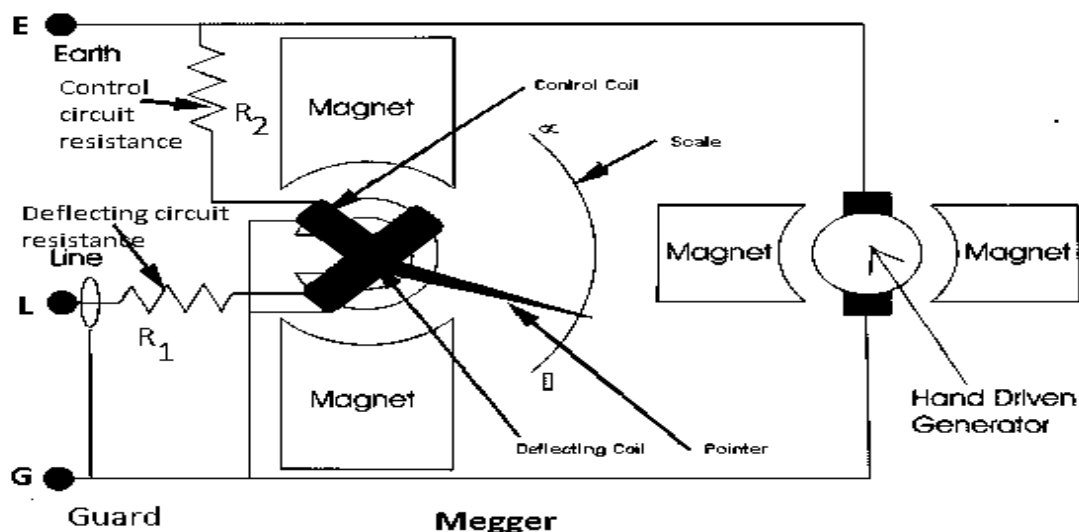 E
Earth
Control
circuit
resistance
R2
Magnet
Control Coil
∝
Scale
Deflecting circuit
resistance
Line
L
R1
Magnet
Magnet
Magnet
Hand Driven
Generator
Deflecting Coil
Pointer
G
Guard
Megger